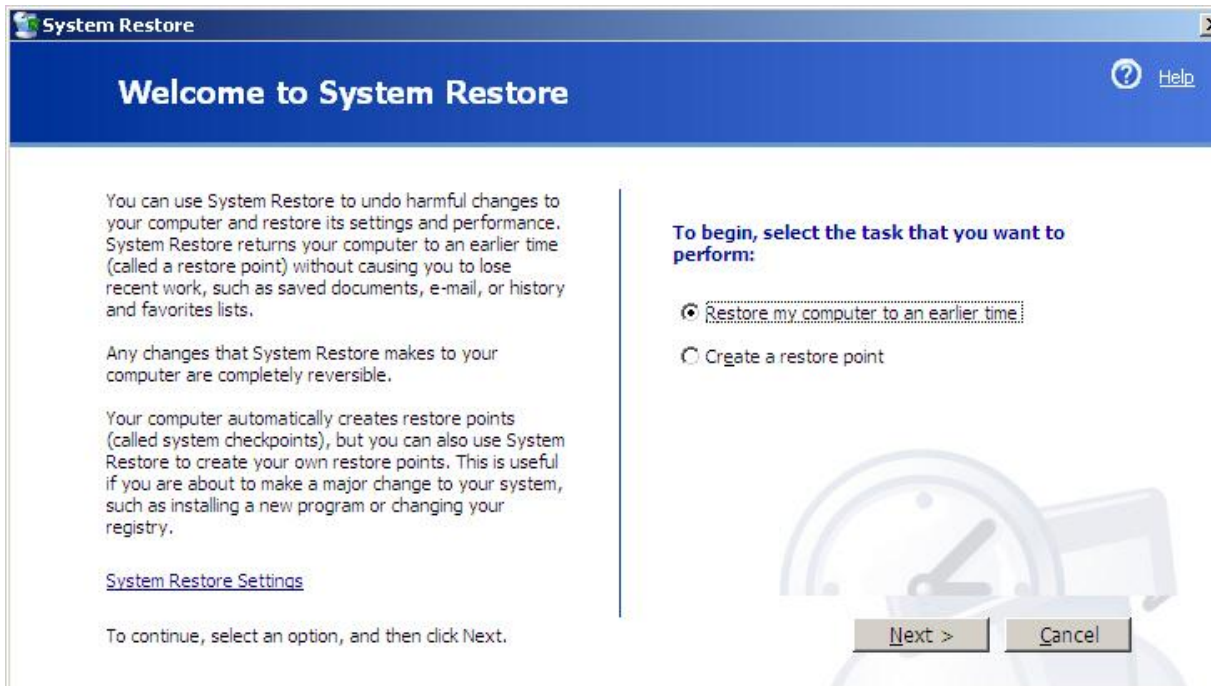 System Restore
Welcome to System Restore
Help
You can use System Restore to undo harmful changes to
your computer and restore its settings and performance.
System Restore returns your computer to an earlier time
(called a restore point) without causing you to lose
recent work, such as saved documents, e-mail, or history
and favorites lists.
Any changes that System Restore makes to your
computer are completely reversible.
Your computer automatically creates restore points
(called system checkpoints), but you can also use System
Restore to create your own restore points. This is useful
if you are about to make a major change to your system,
such as installing a new program or changing your
registry.
System Restore Settings
To continue, select an option, and then click Next.
To begin, select the task that you want to
perform:
Restore my computer to an earlier time
Create a restore point
Next >
Cancel